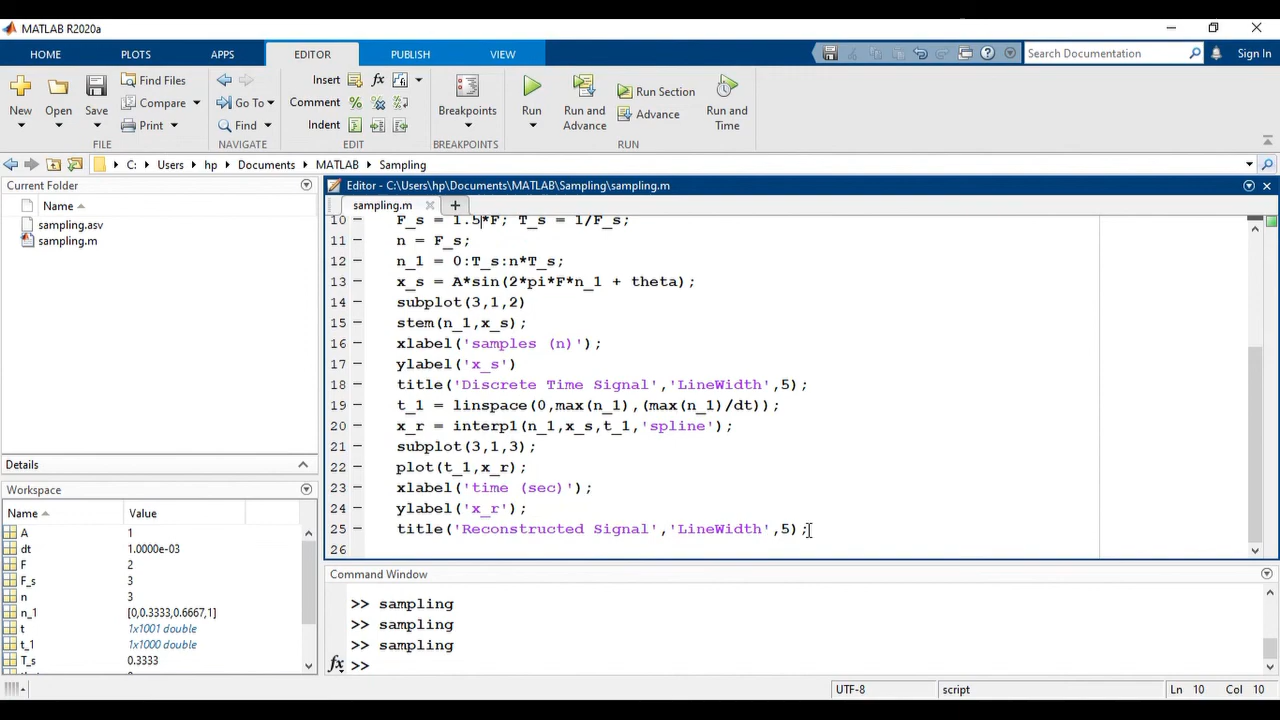 MATLAB R2020a
HOME PLOTS APPS EDITOR PUBLISH VIEW Search Documentation Sign In
New Open Save Find Files Compare Print
Go To Find
Insert Comment Indent
Breakpoints Run Run and Advance Run Section Advance Run and Time
FILE NAVIGATE EDIT BREAKPOINTS RUN
C: Users hp Documents MATLAB Sampling
Current Folder
Name
sampling.asv
sampling.m
Details
Workspace
Name Value
A 1
dt 1.0000e-03
F 2
F_s 3
n 3
n_1 [0,0.3333,0.6667,1]
t 1x1001 double
t_1 1x1000 double
T_s 0.3333
Editor - C:\Users\hp\Documents\MATLAB\Sampling\sampling.m
sampling.m
10 F_s = 1.5*F; T_s = 1/F_s;
11 n = F_s;
12 n_1 = 0:T_s:n*T_s;
13 x_s = A*sin(2*pi*F*n_1 + theta);
14 subplot(3,1,2)
15 stem(n_1,x_s);
16 xlabel('samples (n)');
17 ylabel('x_s')
18 title('Discrete Time Signal','LineWidth',5);
19 t_1 = linspace(0,max(n_1),(max(n_1)/dt));
20 x_r = interp1(n_1,x_s,t_1,'spline');
21 subplot(3,1,3);
22 plot(t_1,x_r);
23 xlabel('time (sec)');
24 ylabel('x_r');
25 title('Reconstructed Signal','LineWidth',5);
26
Command Window
>> sampling
>> sampling
>> sampling
fx >>
UTF-8 script Ln 10 Col 10